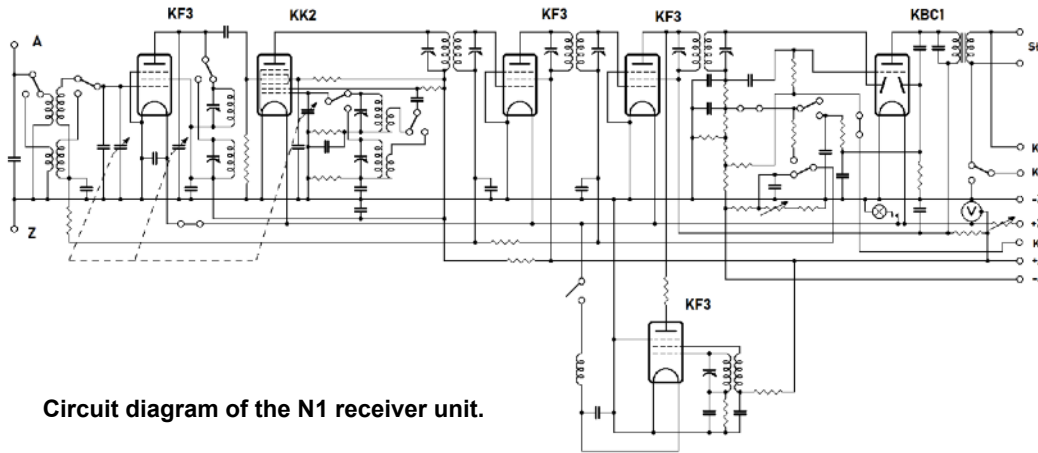 KF3
KK2
KF3
KF3
KBC1
A
Z
V
K
K
K
KF3
Circuit diagram of the N1 receiver unit.